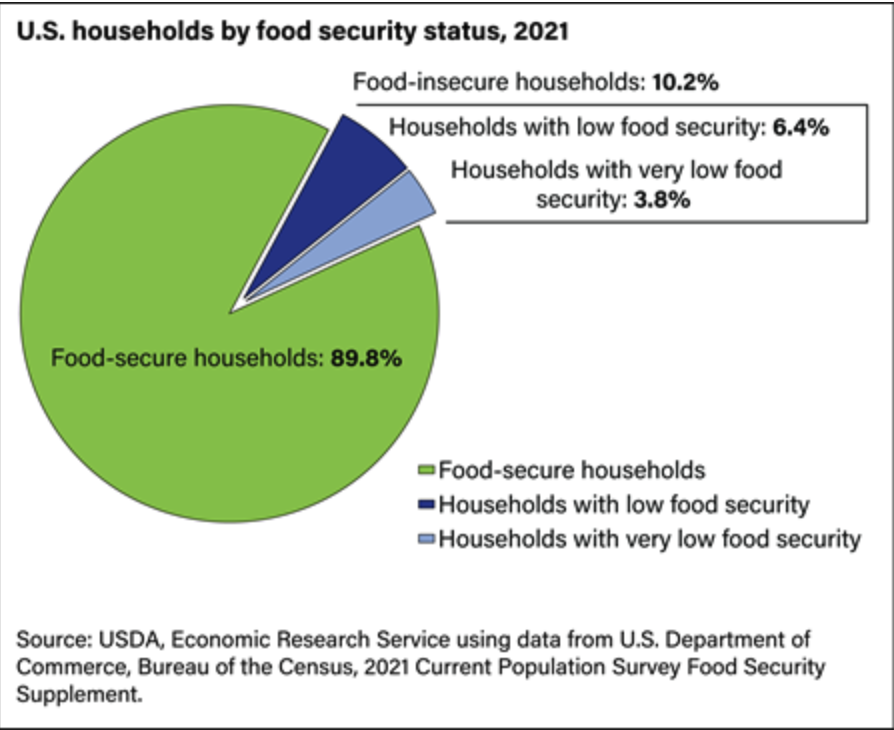 U.S. households by food security status, 2021
Food-insecure households: 10.2%
Households with low food security: 6.4%
Households with very low food
security: 3.8%
Food-secure households: 89.8%
Food-secure households
Households with low food security
Households with very low food security
Source: USDA, Economic Research Service using data from U.S. Department of
Commerce, Bureau of the Census, 2021 Current Population Survey Food Security
Supplement.